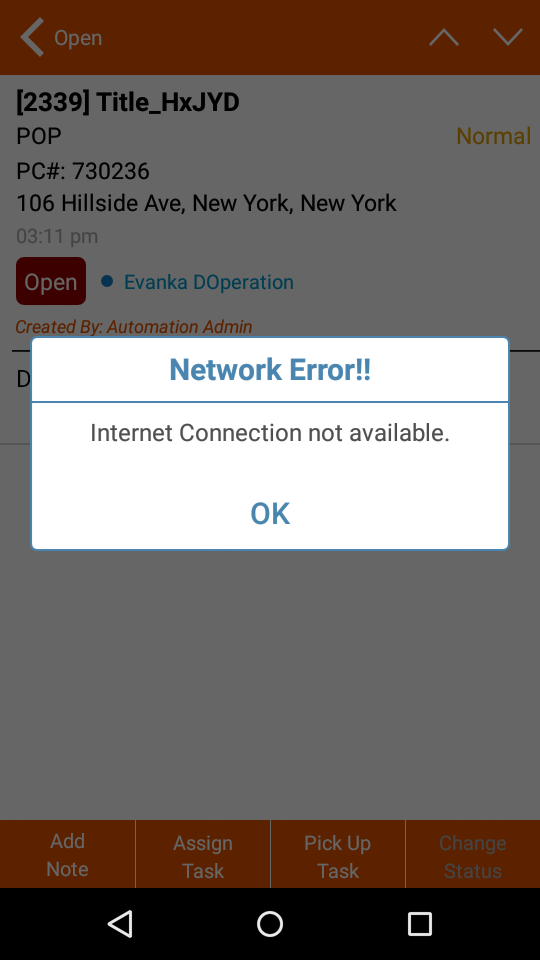 Open
[2339] Title_HxJYD
POP
Normal
PC#: 730236
106 Hillside Ave, New York, New York
03:11 pm
Open
Evanka DOperation
Created By: Automation Admin
D
Network Error!!
Internet Connection not available.
OK
Add
Note
Assign
Task
Pick Up
Task
Change
Status